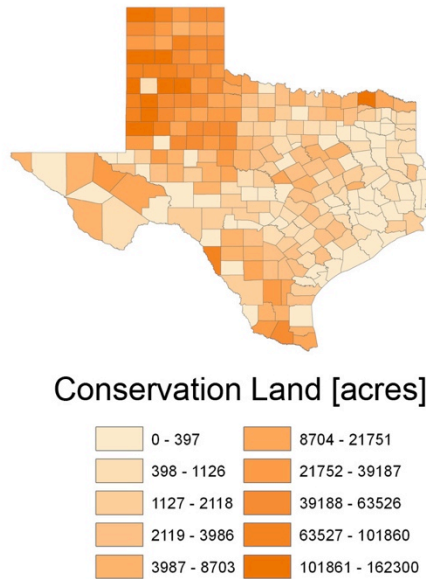 Conservation Land [acres]
0 - 397
398 - 1126
1127 - 2118
2119 - 3986
3987 - 8703
8704 - 21751
21752 - 39187
39188 - 63526
63527 - 101860
101861 - 162300